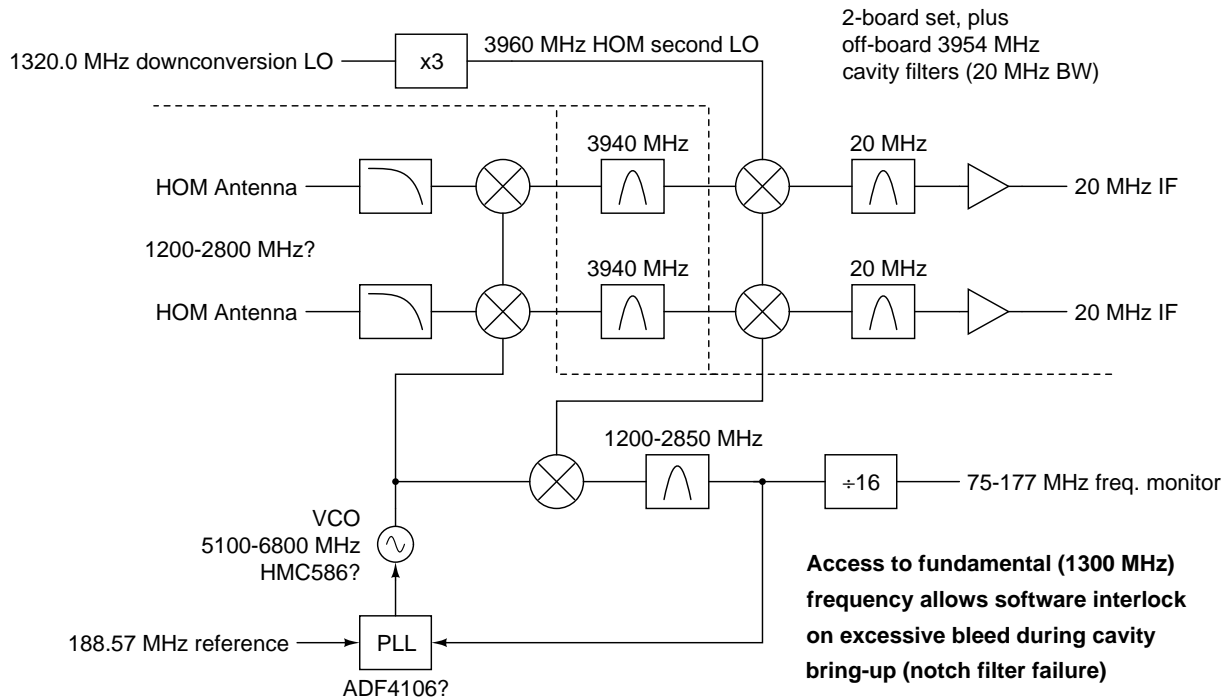 2-board set, plus
off-board 3954 MHz
cavity filters (20 MHz BW)
1320.0 MHz downconversion LO
x3
3960 MHz HOM second LO
3940 MHz
20 MHz
HOM Antenna
20 MHz IF
1200-2800 MHz?
3940 MHz
20 MHz
HOM Antenna
20 MHz IF
1200-2850 MHz
÷16
75-177 MHz freq. monitor
VCO
5100-6800 MHz
HMC586?
Access to fundamental (1300 MHz)
frequency allows software interlock
on excessive bleed during cavity
bring-up (notch filter failure)
188.57 MHz reference
PLL
ADF4106?